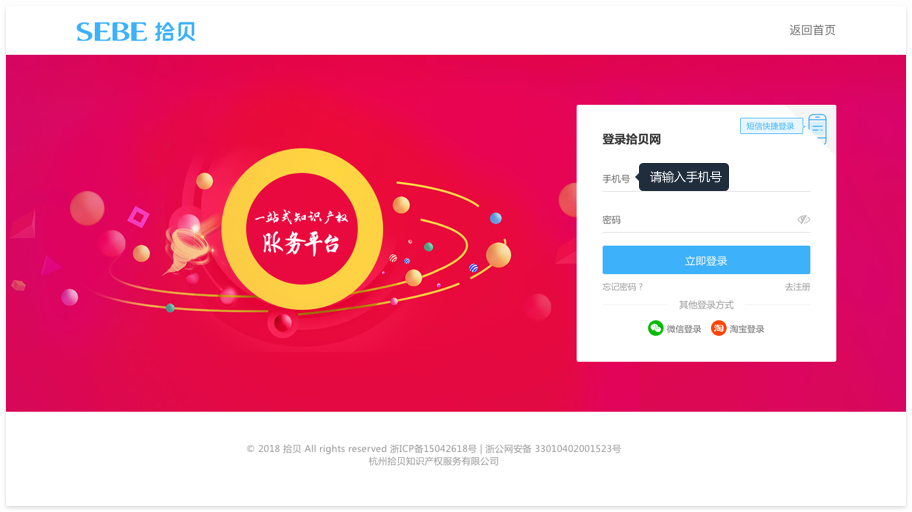 SEBE 拾贝
返回首页
一站式知识产权
服务平台
短信快捷登录
登录拾贝网
手机号
请输入手机号
密码
立即登录
忘记密码？
去注册
其他登录方式
淘
微信登录
淘宝登录
© 2018 拾贝 All rights reserved 浙ICP备15042618号 | 浙公网安备 33010402001523号
杭州拾贝知识产权服务有限公司